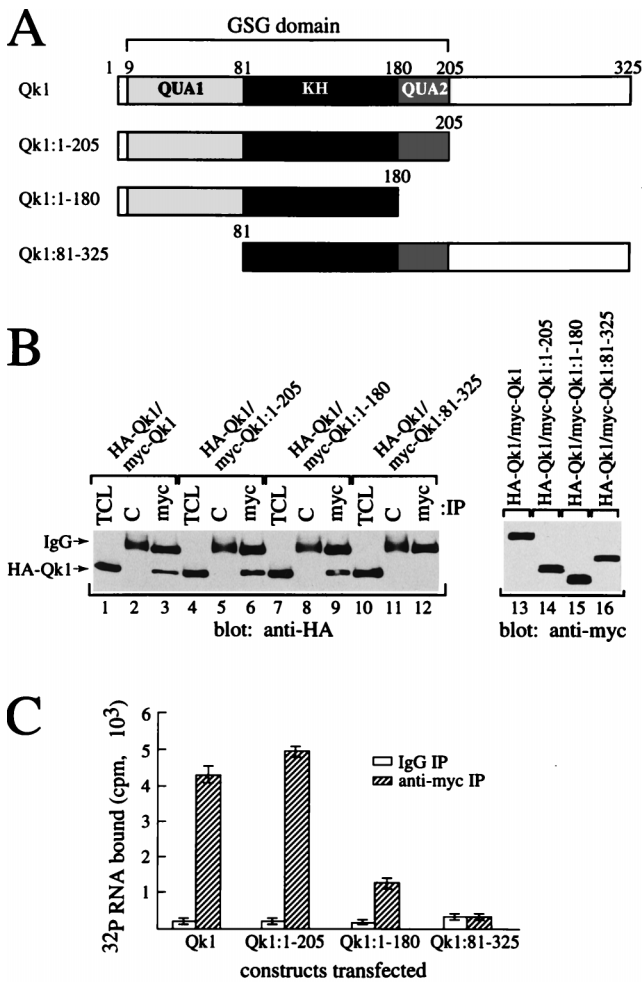 A
GSG domain
1 9 81 180 205 325
Qk1 QUA1 KH QUA2
205
Qk1:1-205
180
Qk1:1-180
81
Qk1:81-325
B
HA-Qk1/ myc-Qk1
HA-Qk1/ myc-Qk1:1-205
HA-Qk1/ myc-Qk1:1-180
HA-Qk1/ myc-Qk1:81-325
TCL C myc TCL C myc TCL C myc TCL C myc :IP
IgG
HA-Qk1
1 2 3 4 5 6 7 8 9 10 11 12
blot: anti-HA
HA-Qk1/myc-Qk1
HA-Qk1/myc-Qk1:1-205
HA-Qk1/myc-Qk1:1-180
HA-Qk1/myc-Qk1:81-325
13 14 15 16
blot: anti-myc
C
32P RNA bound (cpm, 10³)
6
5
4
3
2
1
IgG IP
anti-myc IP
Qk1 Qk1:1-205 Qk1:1-180 Qk1:81-325
constructs transfected